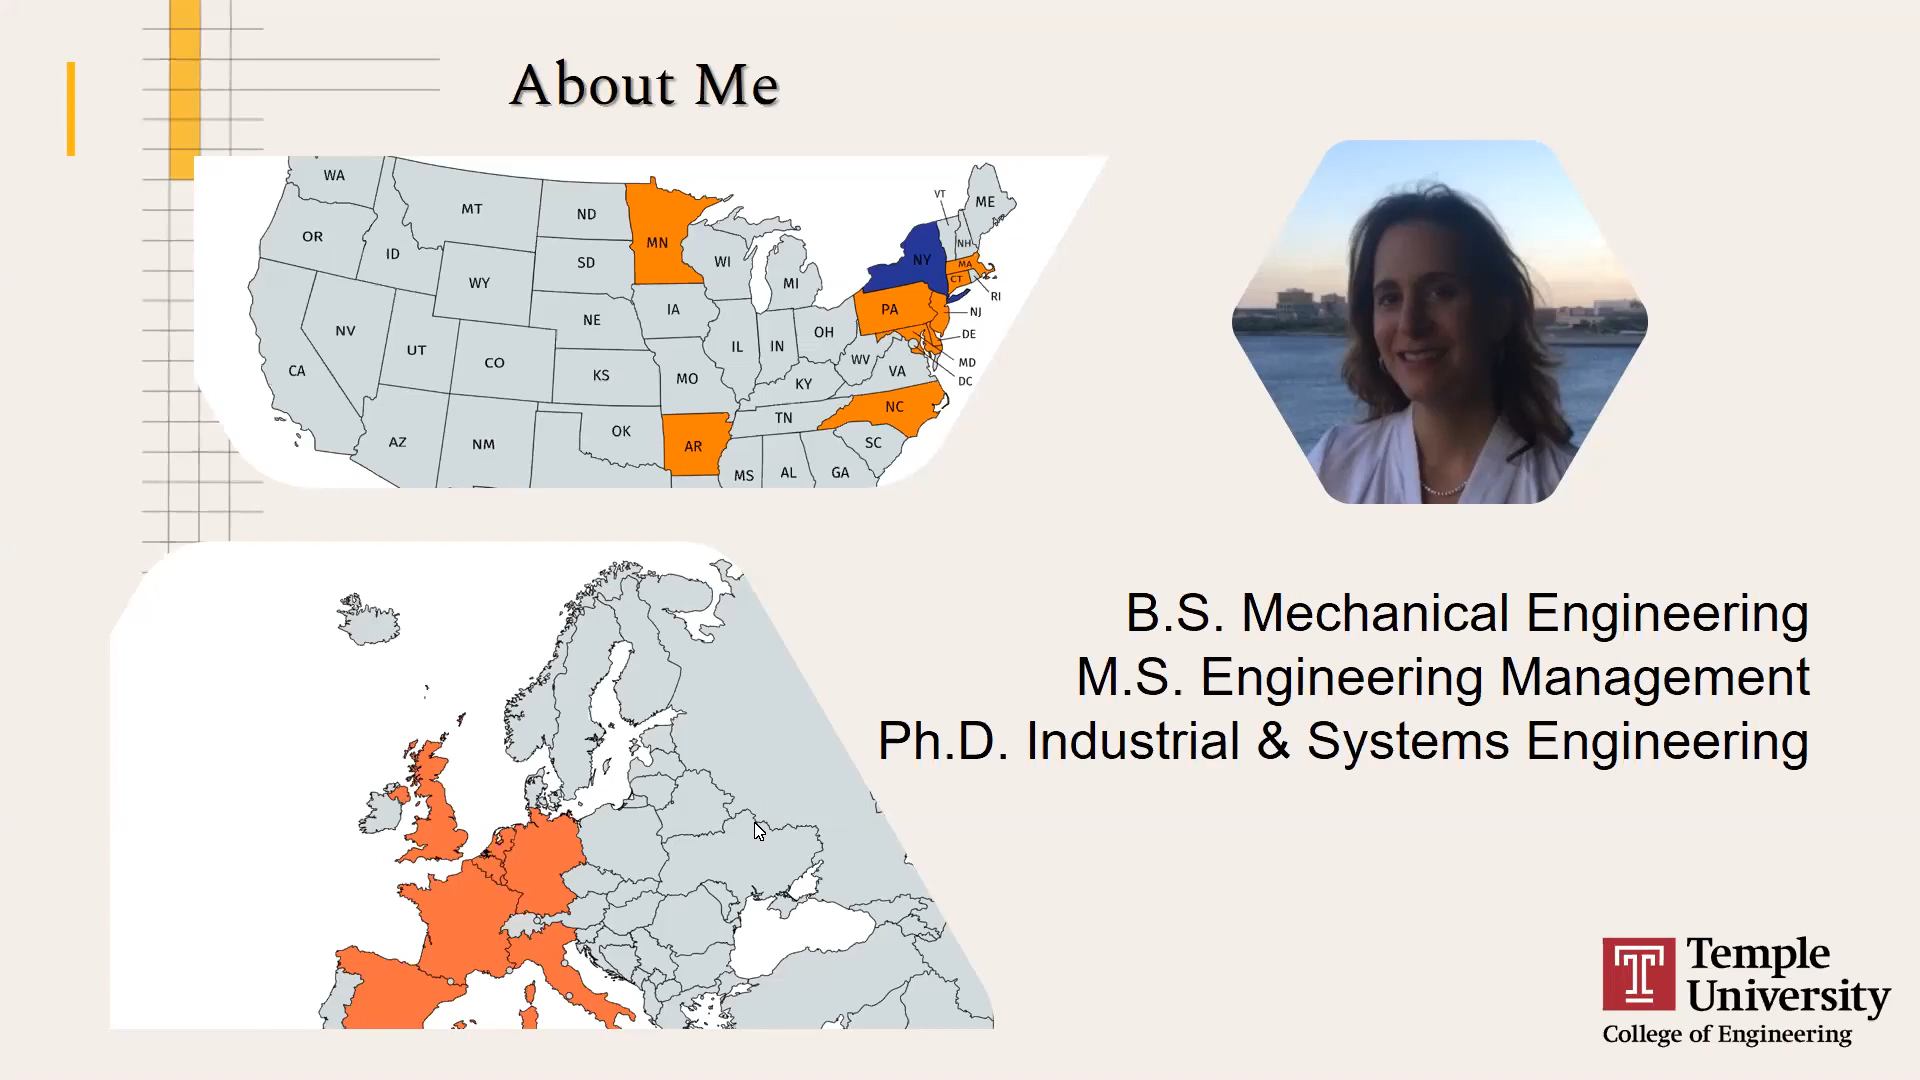 About Me
WA
MT
ND
MN
OR
ID
SD
WI
WY
MI
VT
ME
NH
NY
MA
CT
RI
NV
UT
CO
NE
IA
IL
IN
OH
PA
NJ
DE
MD
DC
CA
KS
MO
KY
WV
VA
AZ
NM
OK
AR
TN
NC
SC
MS
AL
GA
B.S. Mechanical Engineering
M.S. Engineering Management
Ph.D. Industrial & Systems Engineering
T
Temple
University
College of Engineering